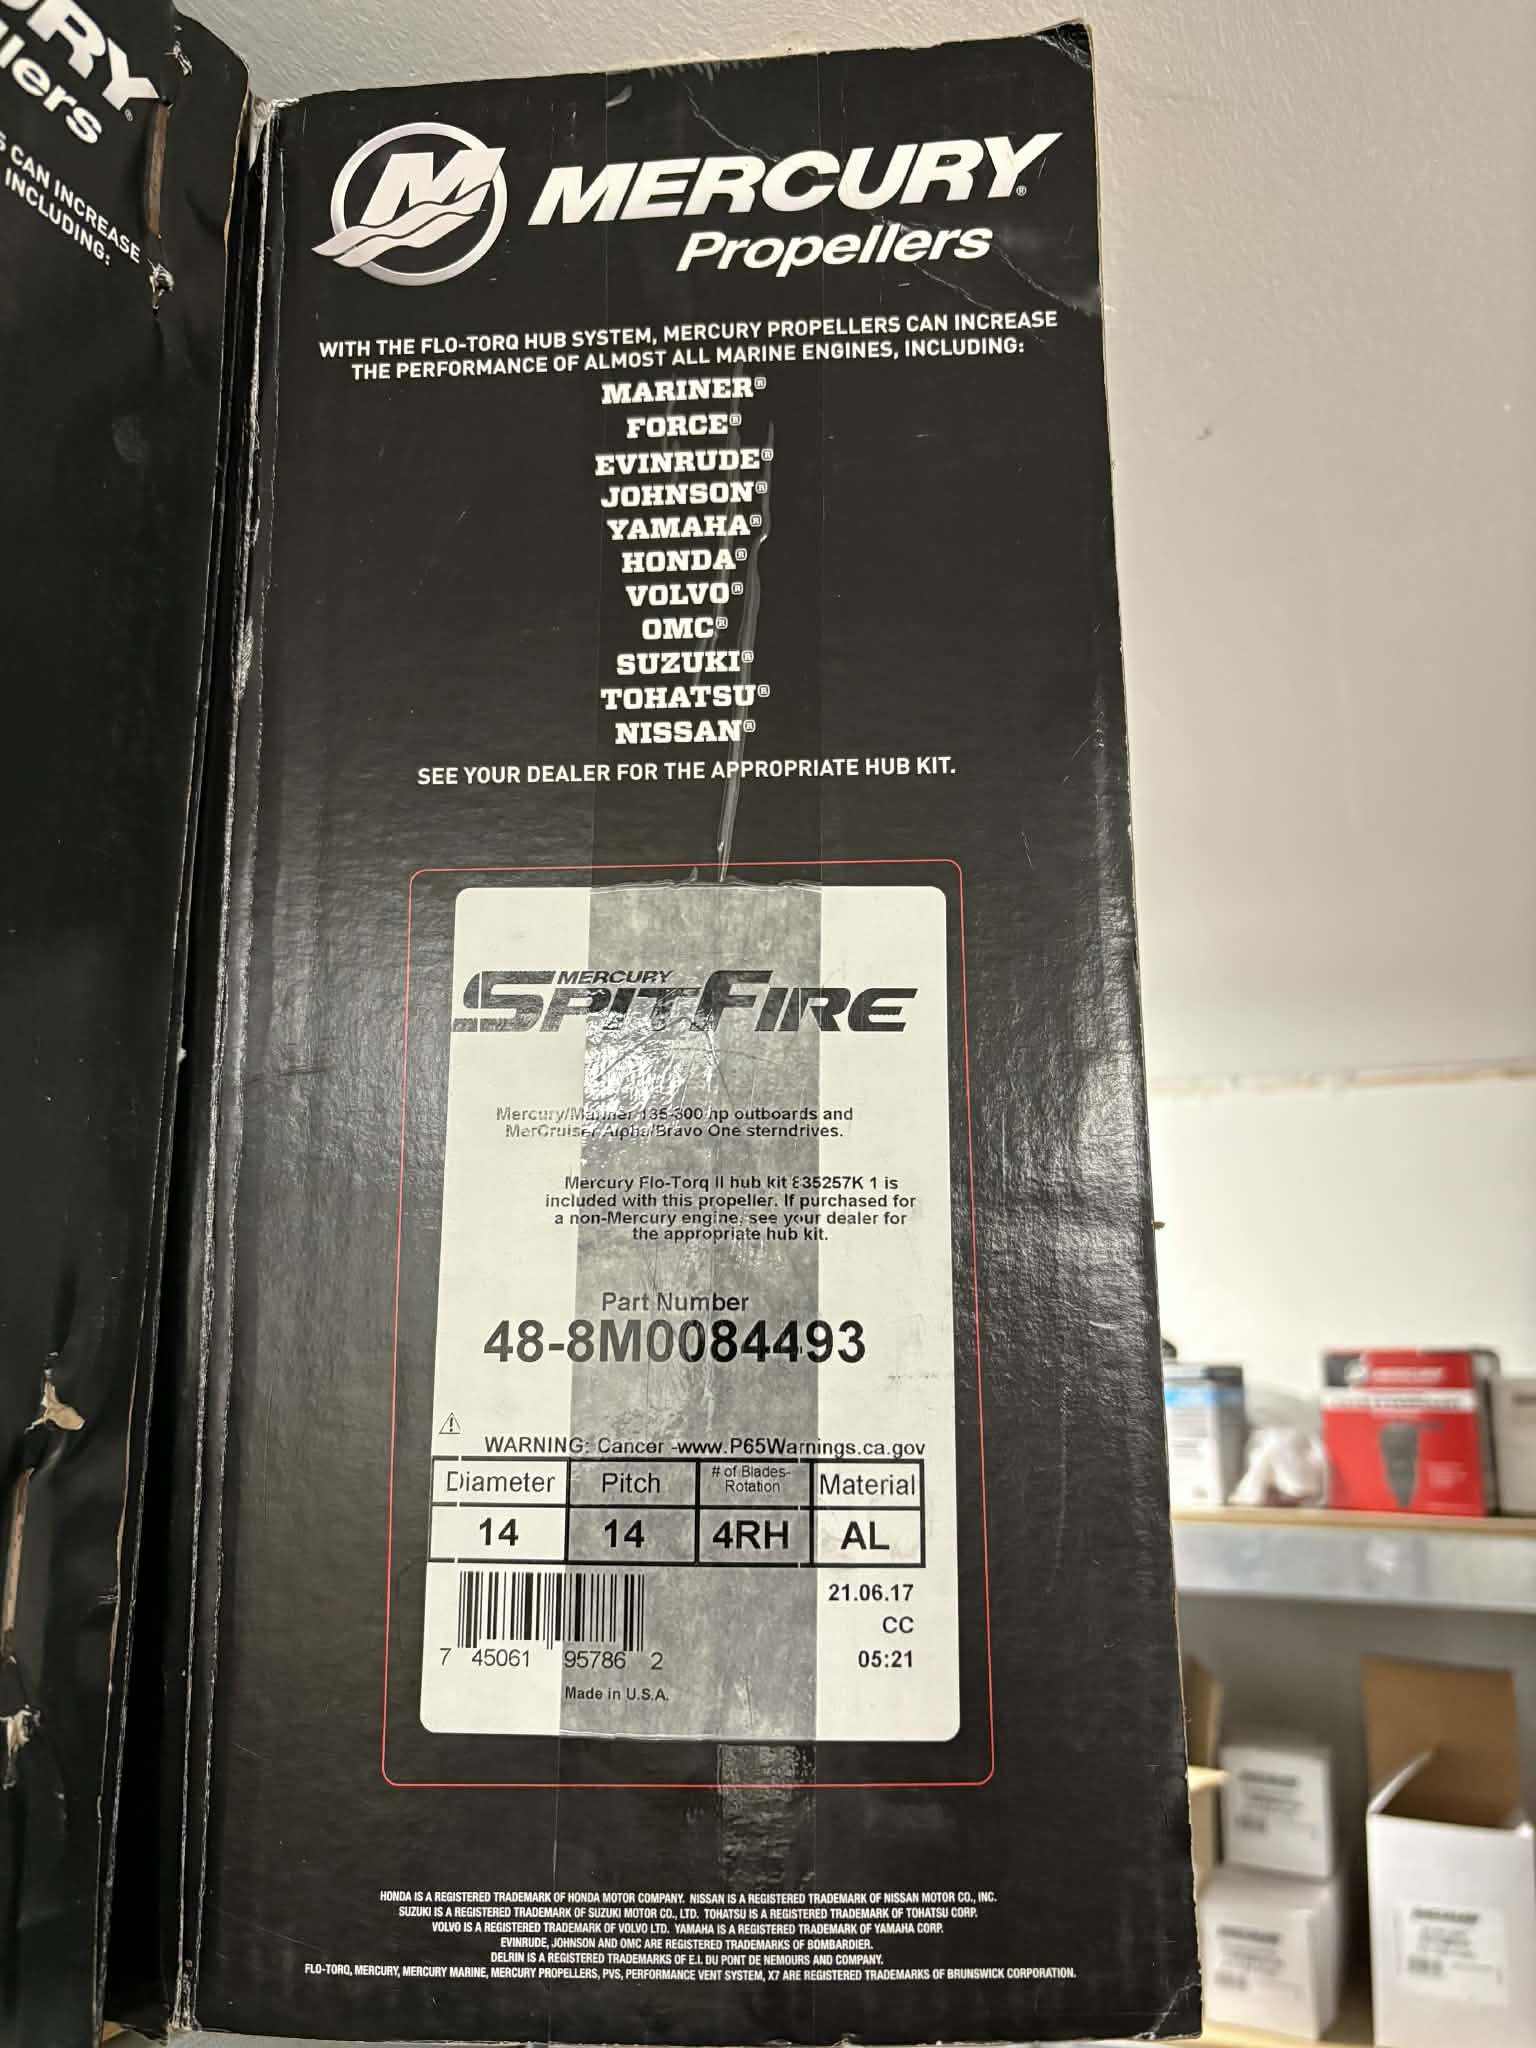 RY®
llers
S CAN INCREASE
INCLUDING:
MERCURY®
Propellers
WITH THE FLO-TORQ HUB SYSTEM, MERCURY PROPELLERS CAN INCREASE
THE PERFORMANCE OF ALMOST ALL MARINE ENGINES, INCLUDING:
MARINER®
FORCE®
EVINRUDE®
JOHNSON®
YAMAHA®
HONDA®
VOLVO®
OMC®
SUZUKI®
TOHATSU®
NISSAN®
SEE YOUR DEALER FOR THE APPROPRIATE HUB KIT.
MERCURY
SPITFIRE
Mercury/Mariner 135-300 hp outboards and
MerCruiser Alpha/Bravo One sterndrives.
Mercury Flo-Torq II hub kit 835257K 1 is
included with this propeller. If purchased for
a non-Mercury engine, see your dealer for
the appropriate hub kit.
Part Number
48-8M0084493
WARNING: Cancer -www.P65Warnings.ca.gov
Diameter Pitch # of Blades- Material
Rotation
14 14 4RH AL
21.06.17
CC
7 45061 95786 2 05:21
Made in U.S.A.
HONDA IS A REGISTERED TRADEMARK OF HONDA MOTOR COMPANY. NISSAN IS A REGISTERED TRADEMARK OF NISSAN MOTOR CO., INC.
SUZUKI IS A REGISTERED TRADEMARK OF SUZUKI MOTOR CO., LTD. TOHATSU IS A REGISTERED TRADEMARK OF TOHATSU CORP.
VOLVO IS A REGISTERED TRADEMARK OF VOLVO LTD. YAMAHA IS A REGISTERED TRADEMARK OF YAMAHA CORP.
EVINRUDE, JOHNSON AND OMC ARE REGISTERED TRADEMARKS OF BOMBARDIER.
DELRIN IS A REGISTERED TRADEMARK OF E.I. DU PONT DE NEMOURS AND COMPANY.
FLO-TORQ, MERCURY, MERCURY MARINE, MERCURY PROPELLERS, PVS, PERFORMANCE VENT SYSTEM, X7 ARE REGISTERED TRADEMARKS OF BRUNSWICK CORPORATION.
MERCURY